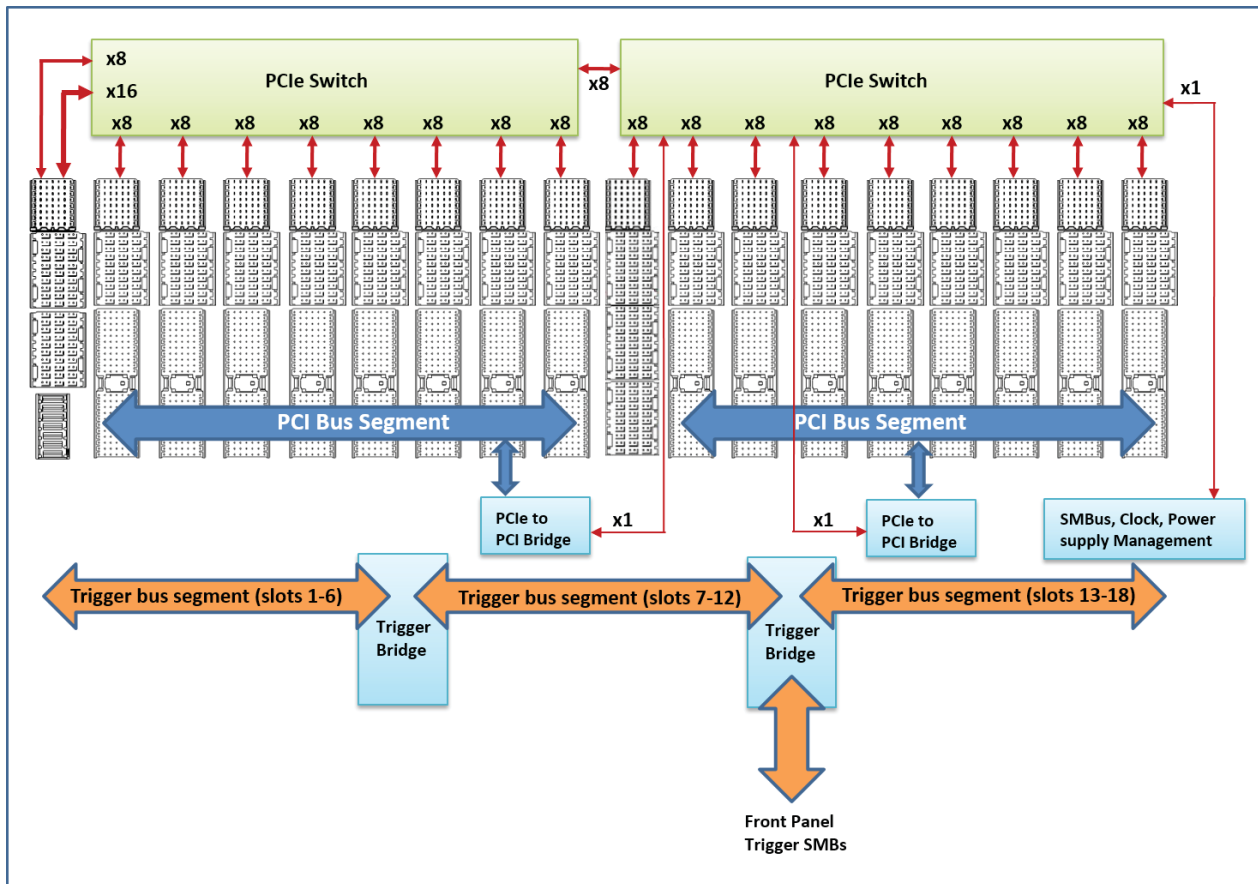 x8
x16
PCIe Switch
x8
PCIe Switch
x1
x8 x8 x8 x8 x8 x8 x8 x8
x8 x8 x8 x8 x8 x8 x8 x8 x8
PCI Bus Segment
PCI Bus Segment
PCIe to
PCI Bridge
x1
x1
PCIe to
PCI Bridge
SMBus, Clock, Power
supply Management
Trigger bus segment (slots 1-6)
Trigger bus segment (slots 7-12)
Trigger bus segment (slots 13-18)
Trigger
Bridge
Trigger
Bridge
Front Panel
Trigger SMBs